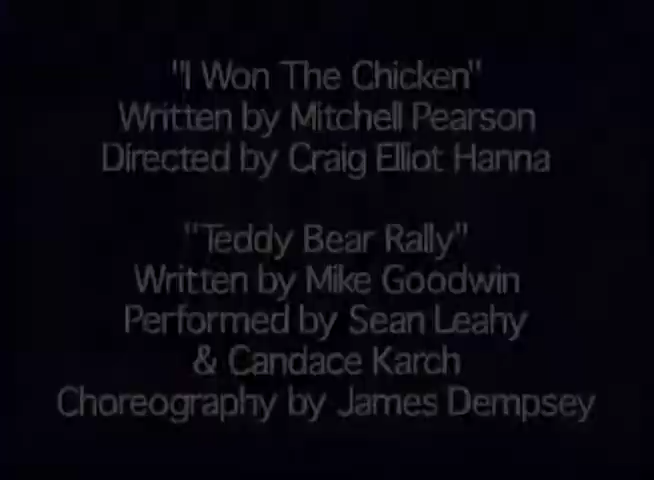 "I Won The Chicken"
Written by Mitchell Pearson
Directed by Craig Elliot Hanna
"Teddy Bear Rally"
Written by Mike Goodwin
Performed by Sean Leahy
& Candace Karch
Choreography by James Dempsey